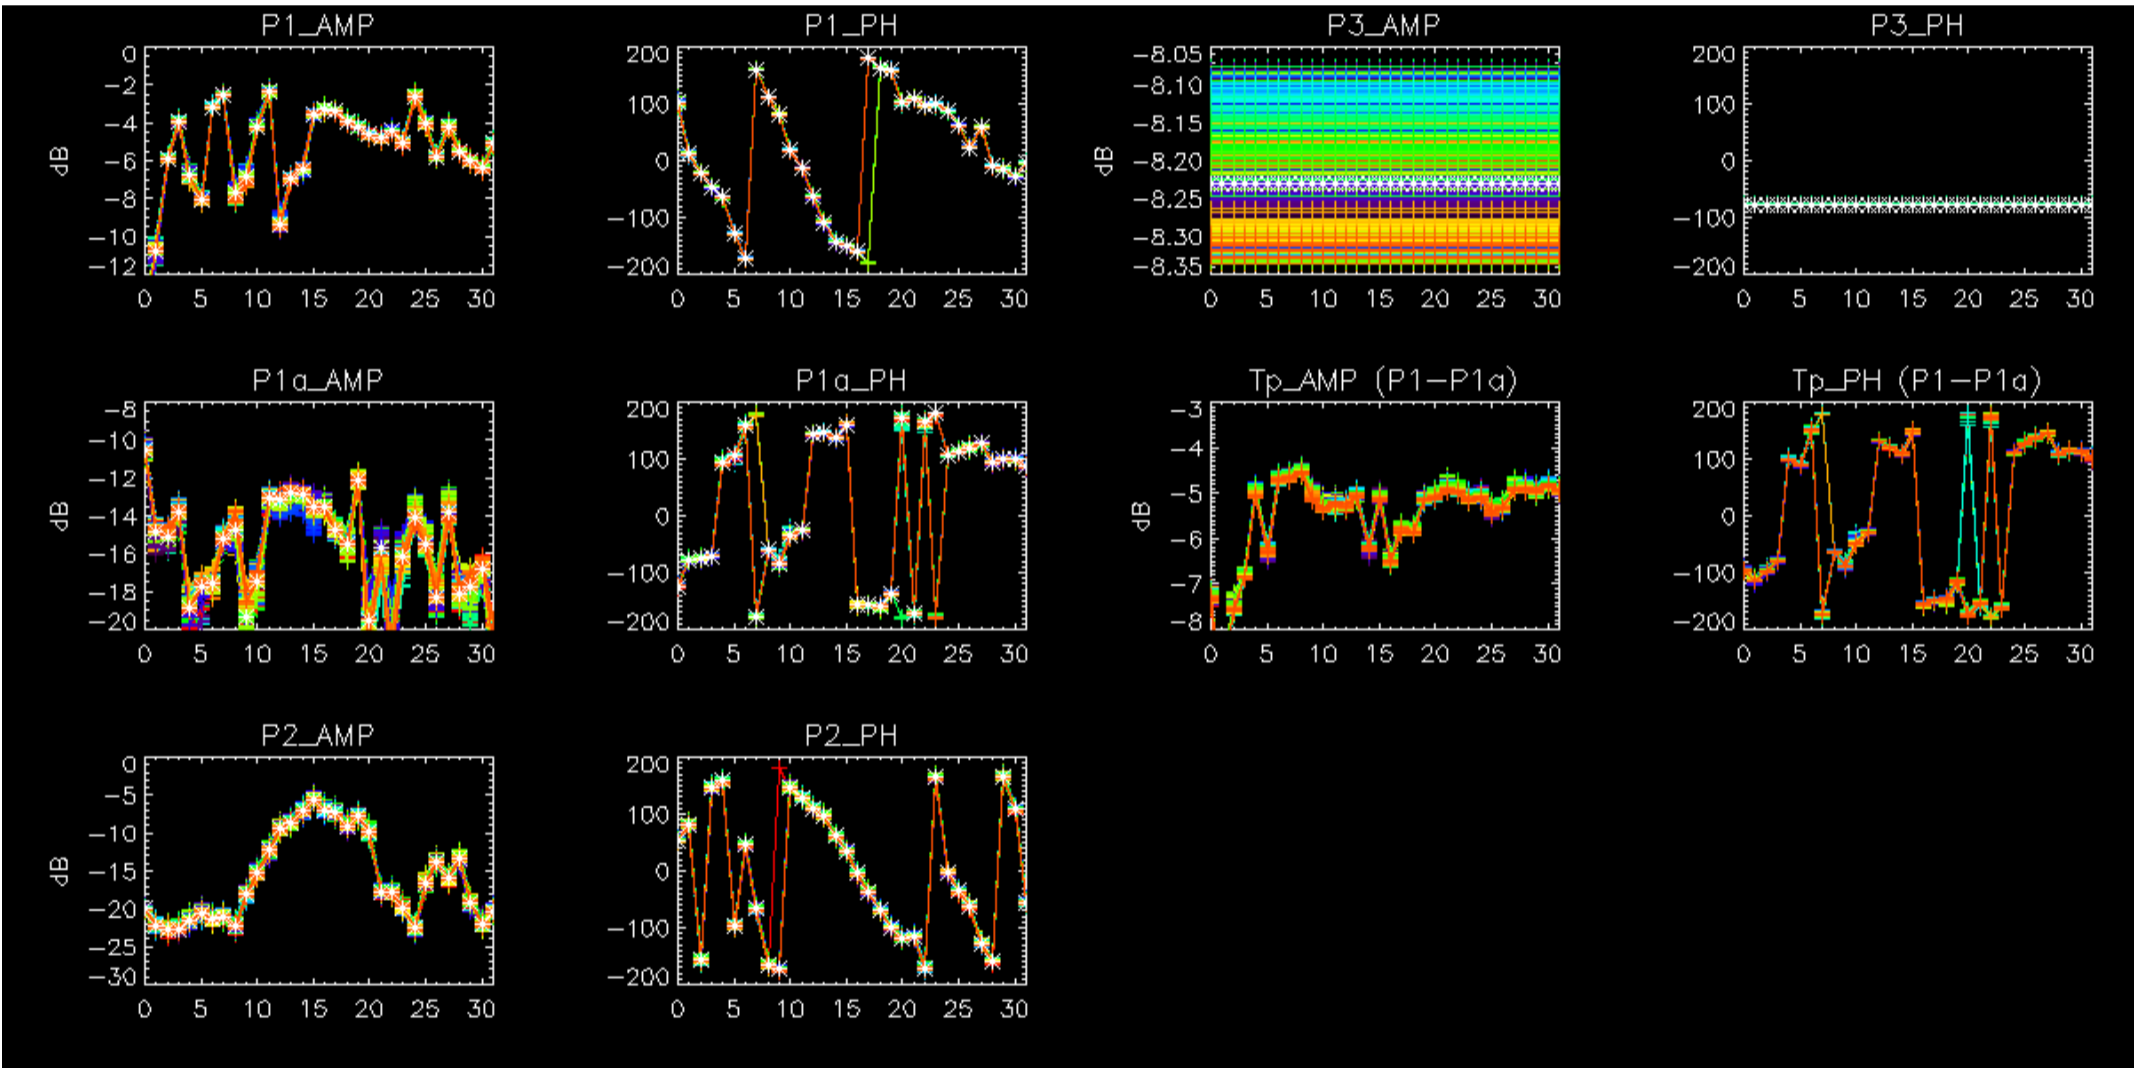 P1_AMP
P1_PH
P3_AMP
P3_PH
0
-2
-4
-6
-8
-10
-12
dB
0 5 10 15 20 25 30
200
100
0
-100
-200
0 5 10 15 20 25 30
-8.05
-8.10
-8.15
-8.20
-8.25
-8.30
-8.35
dB
0 5 10 15 20 25 30
200
100
0
-100
-200
0 5 10 15 20 25 30
P1a_AMP
P1a_PH
Tp_AMP (P1-P1a)
Tp_PH (P1-P1a)
-8
-10
-12
-14
-16
-18
-20
dB
0 5 10 15 20 25 30
200
100
0
-100
-200
0 5 10 15 20 25 30
-3
-4
-5
-6
-7
-8
dB
0 5 10 15 20 25 30
200
100
0
-100
-200
0 5 10 15 20 25 30
P2_AMP
P2_PH
0
-5
-10
-15
-20
-25
-30
dB
0 5 10 15 20 25 30
200
100
0
-100
-200
0 5 10 15 20 25 30